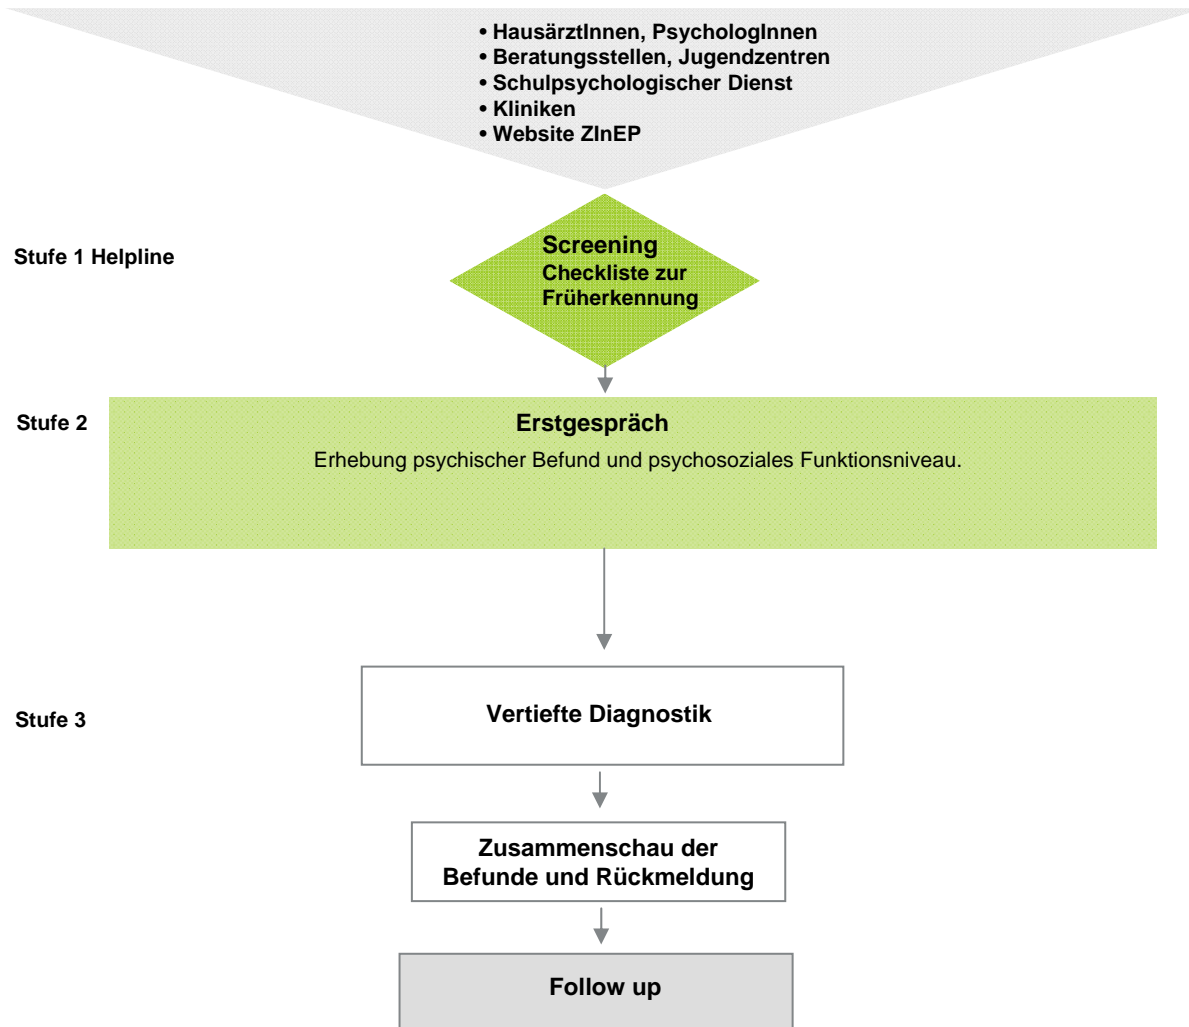 • HausärztInnen, PsychologInnen
• Beratungsstellen, Jugendzentren
• Schulpsychologischer Dienst
• Kliniken
• Website ZInEP
Stufe 1 Helpline
Screening
Checkliste zur
Früherkennung
Stufe 2
Erstgespräch
Erhebung psychischer Befund und psychosoziales Funktionsniveau.
Stufe 3
Vertiefte Diagnostik
Zusammenschau der
Befunde und Rückmeldung
Follow up